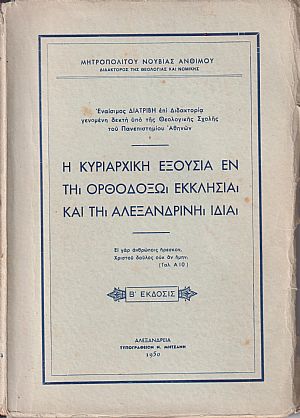 ΜΗΤΡΟΠΟΛΙΤΟΥ ΝΟΥΒΙΑΣ ΑΝΘΙΜΟΥ
ΔΙΔΑΚΤΟΡΟΣ ΤΗΣ ΘΕΟΛΟΓΙΑΣ ΚΑΙ ΝΟΜΙΚΗΣ
Ἐναίσιμος ΔΙΑΤΡΙΒΗ ἐπὶ Διδακτορίᾳ
γενομένη δεκτὴ ὑπὸ τῆς Θεολογικῆς Σχολῆς
τοῦ Πανεπιστημίου Ἀθηνῶν
Η ΚΥΡΙΑΡΧΙΚΗ ΕΞΟΥΣΙΑ ΕΝ
ΤΗι ΟΡΘΟΔΟΞΩι ΕΚΚΛΗΣΙΑι
ΚΑΙ ΤΗι ΑΛΕΞΑΝΔΡΙΝΗι ΙΔΙΑι
Εἰ γὰρ ἀνθρώποις ἤρεσκον,
Χριστοῦ δοῦλος οὐκ ἂν ἤμην.
(Γαλ. Α 10)
Β′ ΕΚΔΟΣΙΣ
ΑΛΕΞΑΝΔΡΕΙΑ
ΤΥΠΟΓΡΑΦΕΙΟΝ Ν. ΜΗΤΣΑΝΗ
1950